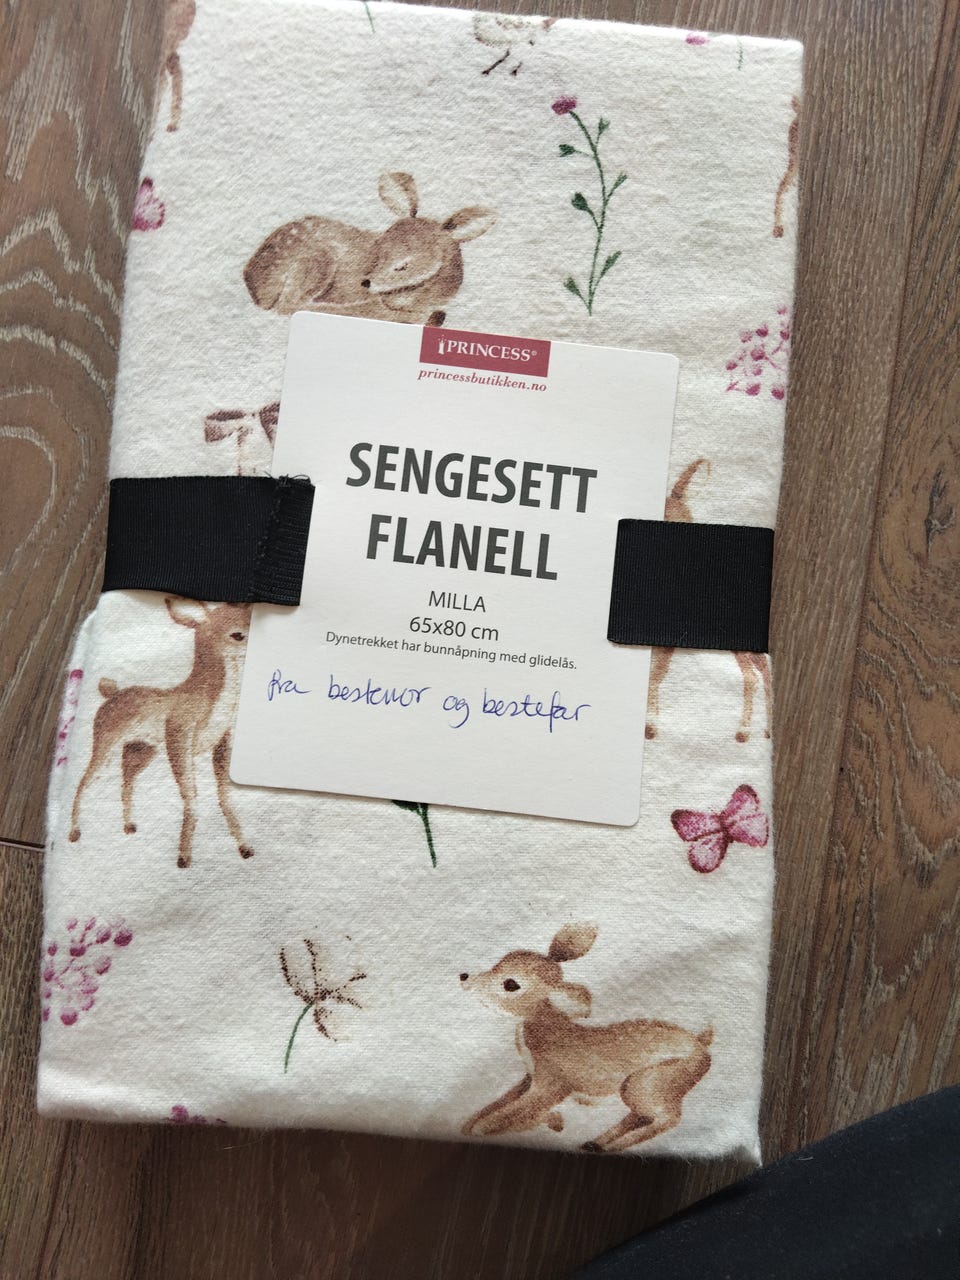 PRINCESS®
princessbutikken.no
SENGESETT
FLANELL
MILLA
65x80 cm
Dynetrekket har bunnåpning med glidelås.
fra bestemor og bestefar